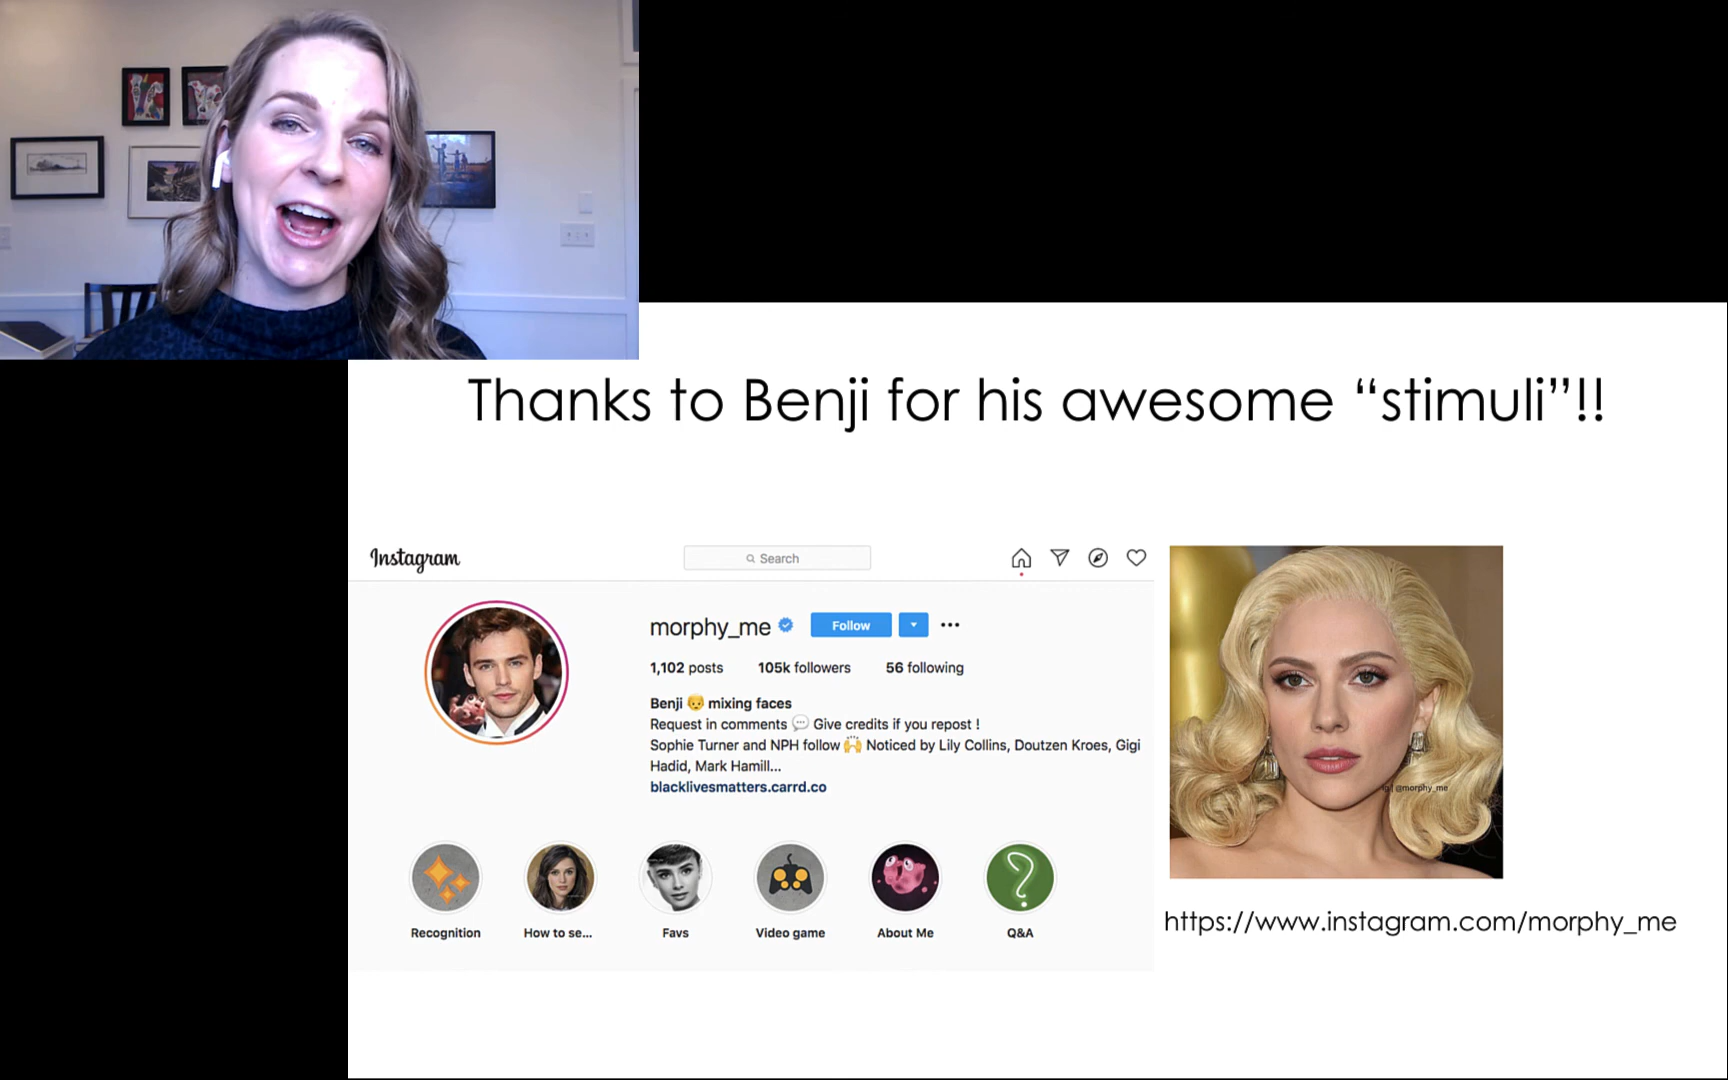 Thanks to Benji for his awesome “stimuli”!!
Instagram
Search
morphy_me
Follow
1,102 posts 105k followers 56 following
Benji 👴 mixing faces
Request in comments 💬 Give credits if you repost !
Sophie Turner and NPH follow 🙌 Noticed by Lily Collins, Doutzen Kroes, Gigi
Hadid, Mark Hamill...
blacklivesmatters.carrd.co
Recognition
How to se...
Favs
Video game
About Me
Q&A
@morphy_me
https://www.instagram.com/morphy_me